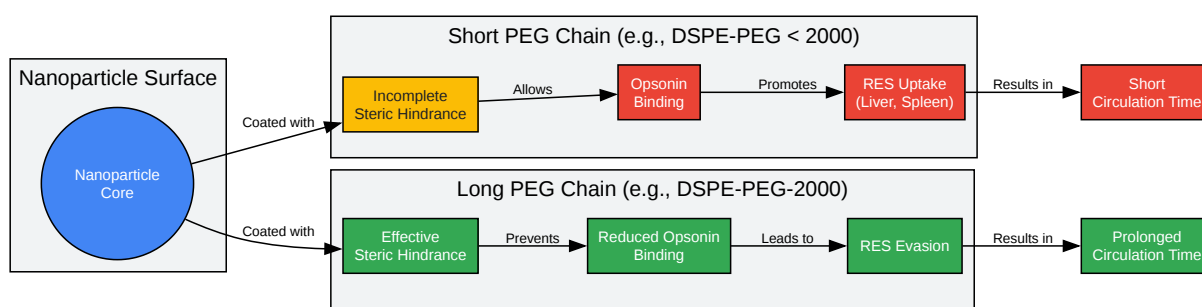 Nanoparticle Surface
Nanoparticle
Core
Coated with
Coated with
Short PEG Chain (e.g., DSPE-PEG < 2000)
Incomplete
Steric Hindrance
Allows
Opsonin
Binding
Promotes
RES Uptake
(Liver, Spleen)
Results in
Short
Circulation Time
Long PEG Chain (e.g., DSPE-PEG-2000)
Effective
Steric Hindrance
Prevents
Reduced Opsonin
Binding
Leads to
RES Evasion
Results in
Prolonged
Circulation Time